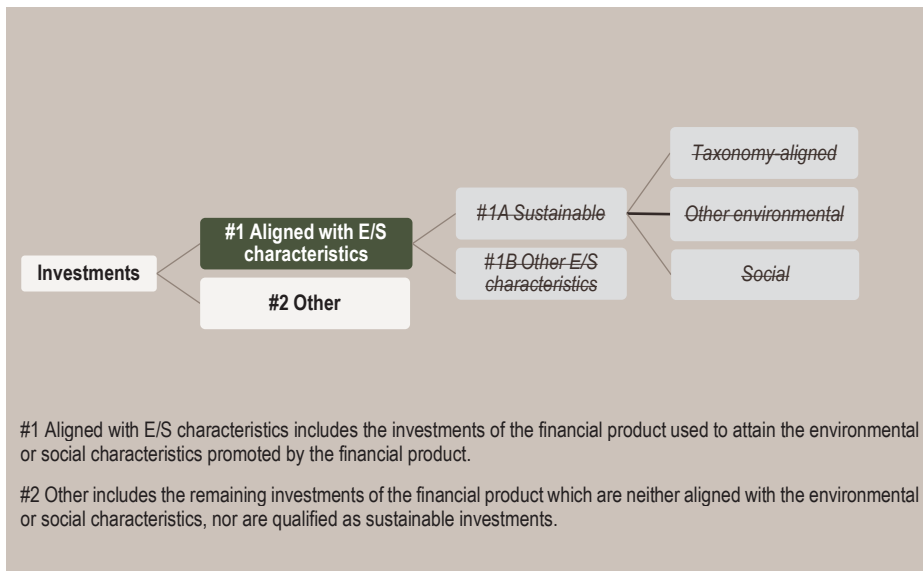 Taxonomy-aligned
#1A Sustainable
Other environmental
#1 Aligned with E/S
characteristics
#1B Other E/S
characteristics
Social
Investments
#2 Other
#1 Aligned with E/S characteristics includes the investments of the financial product used to attain the environmental
or social characteristics promoted by the financial product.
#2 Other includes the remaining investments of the financial product which are neither aligned with the environmental
or social characteristics, nor are qualified as sustainable investments.